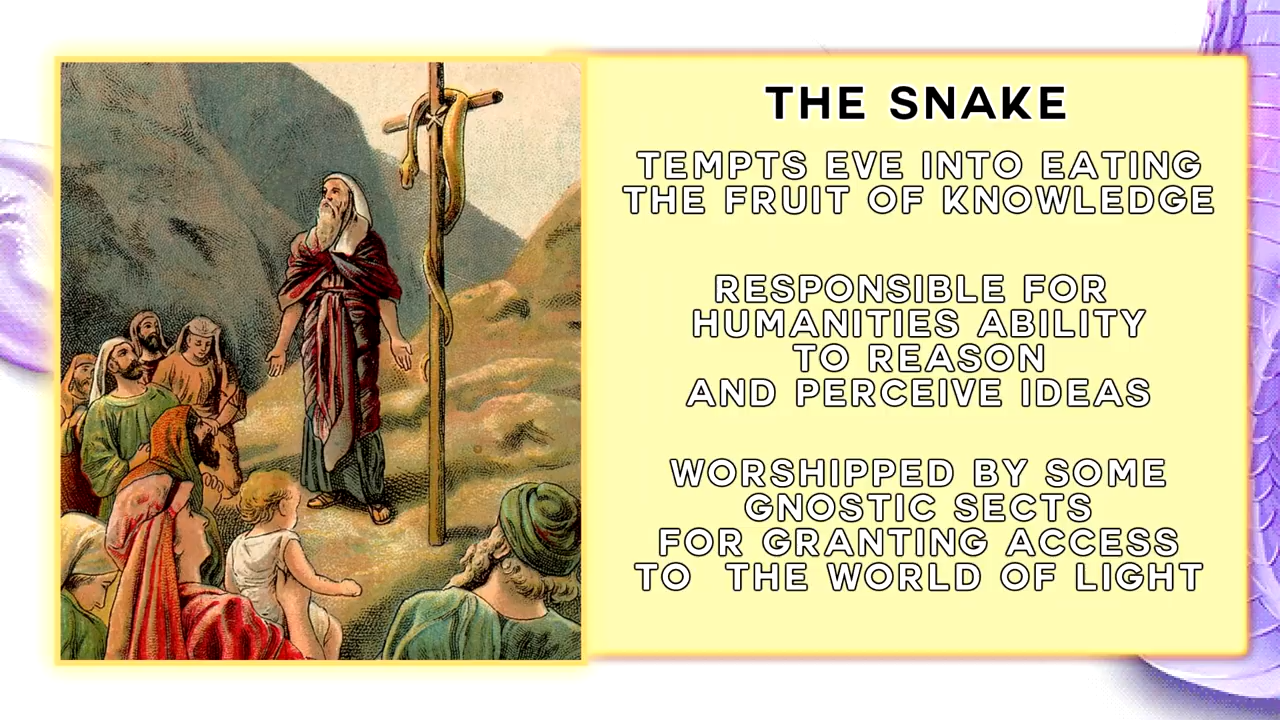 THE SNAKE
TEMPTS EVE INTO EATING
THE FRUIT OF KNOWLEDGE
RESPONSIBLE FOR
HUMANITIES ABILITY
TO REASON
AND PERCEIVE IDEAS
WORSHIPPED BY SOME
GNOSTIC SECTS
FOR GRANTING ACCESS
TO THE WORLD OF LIGHT